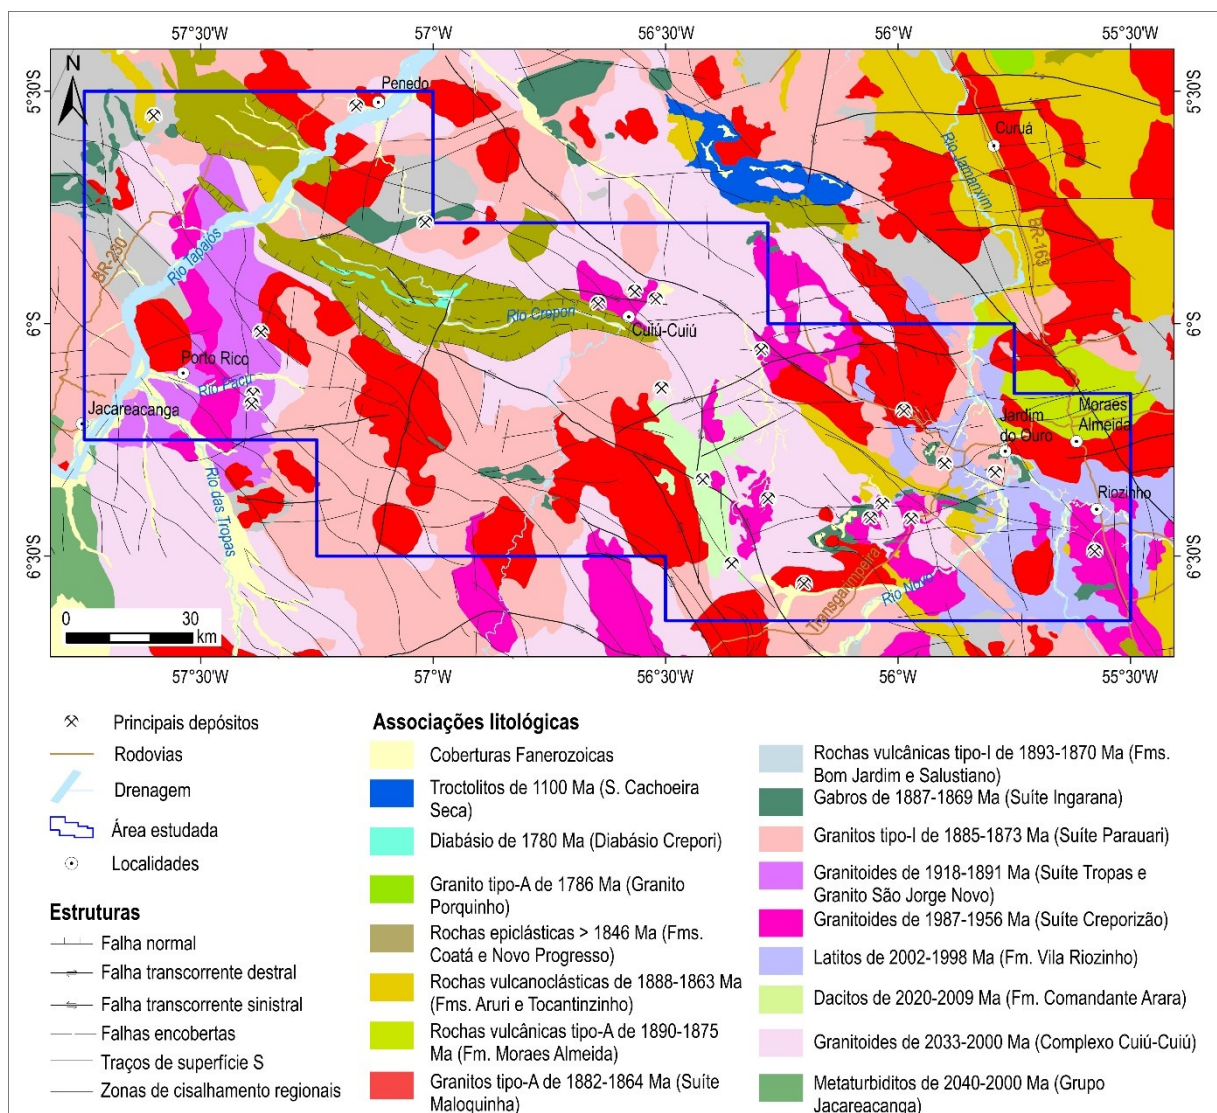 57°30'W
57°W
56°30'W
56°W
55°30'W
N
5°30'S
5°30'S
Penedo
Curuá
Rio Jamanxim
BR-163
BR-230
Rio Tapajós
Rio Crepori
Cuiú-Cuiú
6°S
6°S
Porto Rico
Rio Pacu
Jacareacanga
Jardim
do Ouro
Moraes
Almeida
Riozinho
Rio das Tropas
6°30'S
6°30'S
Rio Novo
Transgarimpeira
0 30
km
57°30'W
57°W
56°30'W
56°W
55°30'W
Principais depósitos
Rodovias
Drenagem
Área estudada
Localidades
Estruturas
Falha normal
Falha transcorrente destral
Falha transcorrente sinistral
Falhas encobertas
Traços de superfície S
Zonas de cisalhamento regionais
Associações litológicas
Coberturas Fanerozoicas
Troctolitos de 1100 Ma (S. Cachoeira
Seca)
Diabásio de 1780 Ma (Diabásio Crepori)
Granito tipo-A de 1786 Ma (Granito
Porquinho)
Rochas epiclásticas > 1846 Ma (Fms.
Coatá e Novo Progresso)
Rochas vulcanoclásticas de 1888-1863 Ma
(Fms. Aruri e Tocantinzinho)
Rochas vulcânicas tipo-A de 1890-1875
Ma (Fm. Moraes Almeida)
Granitos tipo-A de 1882-1864 Ma (Suíte
Maloquinha)
Rochas vulcânicas tipo-I de 1893-1870 Ma (Fms.
Bom Jardim e Salustiano)
Gabros de 1887-1869 Ma (Suíte Ingarana)
Granitos tipo-I de 1885-1873 Ma (Suíte Parauari)
Granitoides de 1918-1891 Ma (Suíte Tropas e
Granito São Jorge Novo)
Granitoides de 1987-1956 Ma (Suíte Creporizão)
Latitos de 2002-1998 Ma (Fm. Vila Riozinho)
Dacitos de 2020-2009 Ma (Fm. Comandante Arara)
Granitoides de 2033-2000 Ma (Complexo Cuiú-Cuiú)
Metaturbiditos de 2040-2000 Ma (Grupo
Jacareacanga)